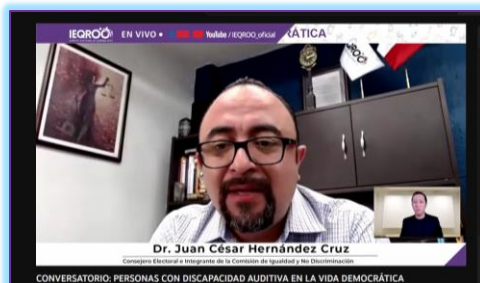 IEQROO EN VIVO • YouTube / IEQROO_oficial RÁTICA
Dr. Juan César Hernández Cruz
Consejero Electoral e Integrante de la Comisión de Igualdad y No Discriminación
CONVERSATORIO: PERSONAS CON DISCAPACIDAD AUDITIVA EN LA VIDA DEMOCRÁTICA